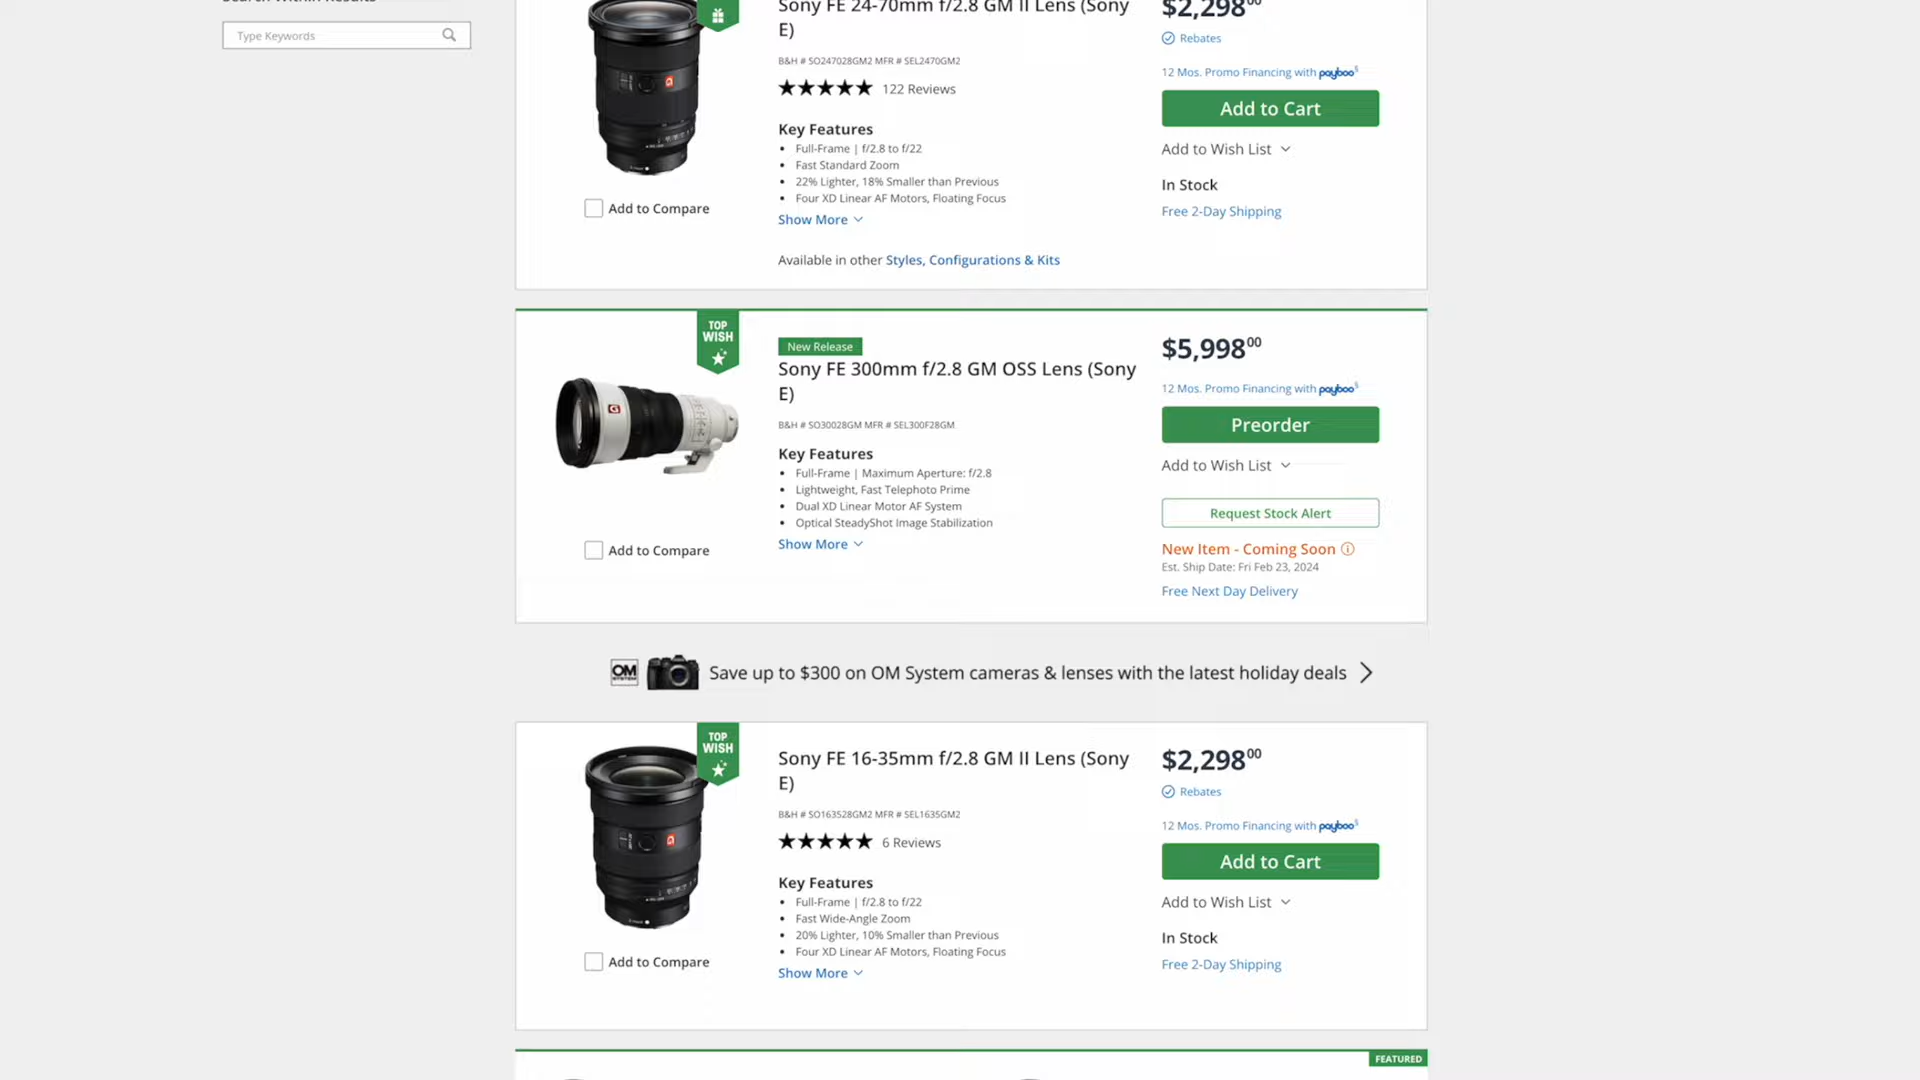 Search Within Results
Type Keywords
Sony FE 24-70mm f/2.8 GM II Lens (Sony
E)
B&H # SO247028GM2 MFR # SEL2470GM2
122 Reviews
Key Features
Full-Frame | f/2.8 to f/22
Fast Standard Zoom
22% Lighter, 18% Smaller than Previous
Four XD Linear AF Motors, Floating Focus
Show More
Available in other Styles, Configurations & Kits
Add to Compare
$2,298⁰⁰
Rebates
12 Mos. Promo Financing with payboo§
Add to Cart
Add to Wish List
In Stock
Free 2-Day Shipping
TOP
WISH
New Release
Sony FE 300mm f/2.8 GM OSS Lens (Sony
E)
B&H # SO30028GM MFR # SEL300F28GM
Key Features
Full-Frame | Maximum Aperture: f/2.8
Lightweight, Fast Telephoto Prime
Dual XD Linear Motor AF System
Optical SteadyShot Image Stabilization
Show More
Add to Compare
$5,998⁰⁰
12 Mos. Promo Financing with payboo§
Preorder
Add to Wish List
Request Stock Alert
New Item - Coming Soon
Est. Ship Date: Fri Feb 23, 2024
Free Next Day Delivery
OM
SYSTEM
Save up to $300 on OM System cameras & lenses with the latest holiday deals
TOP
WISH
Sony FE 16-35mm f/2.8 GM II Lens (Sony
E)
B&H # SO163528GM2 MFR # SEL1635GM2
6 Reviews
Key Features
Full-Frame | f/2.8 to f/22
Fast Wide-Angle Zoom
20% Lighter, 10% Smaller than Previous
Four XD Linear AF Motors, Floating Focus
Show More
Add to Compare
$2,298⁰⁰
Rebates
12 Mos. Promo Financing with payboo§
Add to Cart
Add to Wish List
In Stock
Free 2-Day Shipping
FEATURED